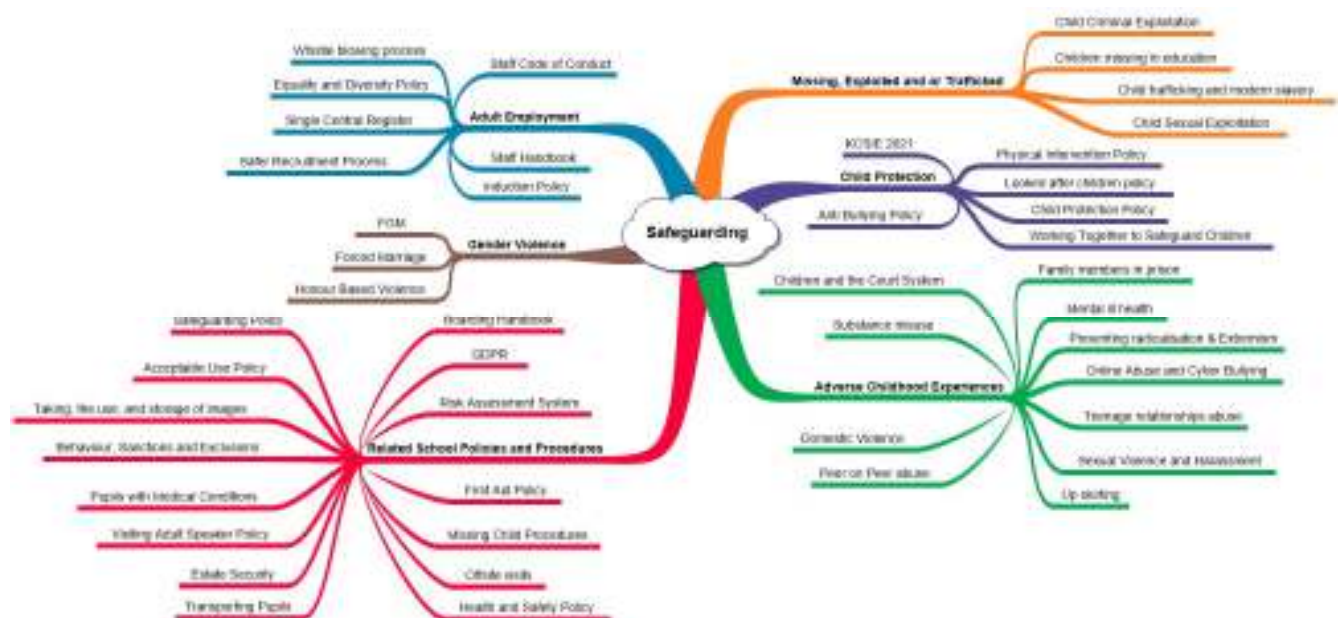 Child Criminal Exploitation
Children missing in education
Child trafficking and modern slavery
Child Sexual Exploitation
Missing, Exploited and or Trafficked
Whistle blowing process
Staff Code of Conduct
Equality and Diversity Policy
Adult Employment
Single Central Register
Safer Recruitment Process
Staff Handbook
Induction Policy
KCSIE 2021
Physical Intervention Policy
Child Protection
Looked after children policy
Anti Bullying Policy
Child Protection Policy
Working Together to Safeguard Children
Safeguarding
FGM
Gender Violence
Forced Marriage
Honour Based Violence
Children and the Court System
Family members in prison
Substance misuse
Mental ill health
Preventing radicalisation & Extremism
Online Abuse and Cyber Bullying
Adverse Childhood Experiences
Teenage relationships abuse
Domestic Violence
Sexual Violence and Harassment
Peer on Peer abuse
Up skirting
Safeguarding Policy
Boarding Handbook
Acceptable Use Policy
GDPR
Taking, the use, and storage of images
Risk Assessment System
Behaviour, Sanctions and Exclusions
Related School Policies and Procedures
Pupils with Medical Conditions
First Aid Policy
Visiting Adult Speaker Policy
Missing Child Procedures
Estate Security
Offsite visits
Transporting Pupils
Health and Safety Policy